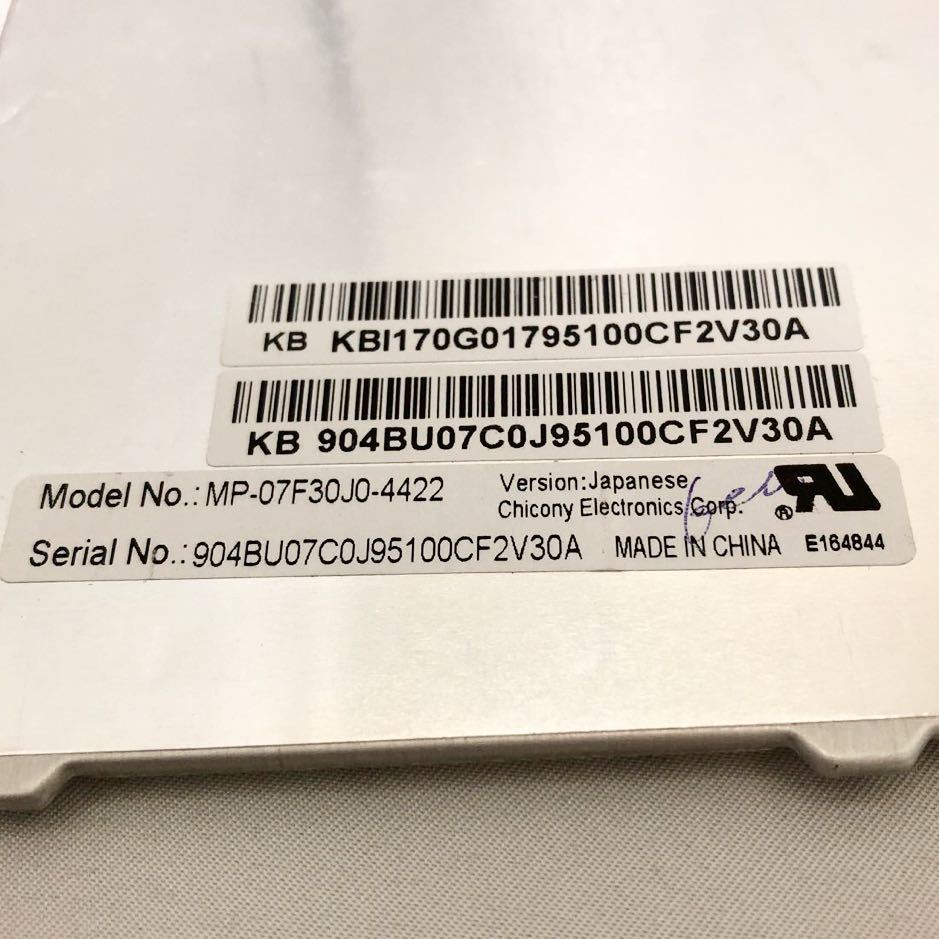 KB KBI170G01795100CF2V30A
KB 904BU07C0J95100CF2V30A
Model No.: MP-07F30J0-4422
Version:Japanese
Chicony Electronics Corp.
Serial No.: 904BU07C0J95100CF2V30A
MADE IN CHINA
E164844